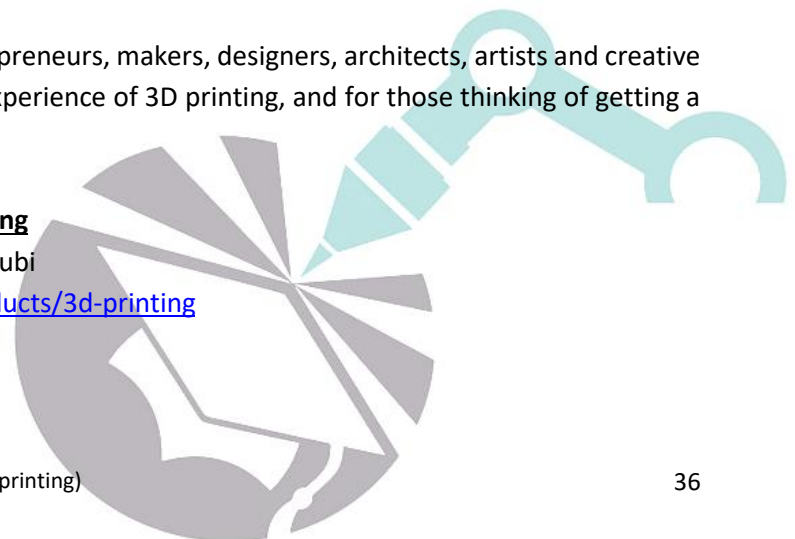 preneurs, makers, designers, architects, artists and creative
xperience of 3D printing, and for those thinking of getting a
ng
ubi
ducts/3d-printing
printing)
36